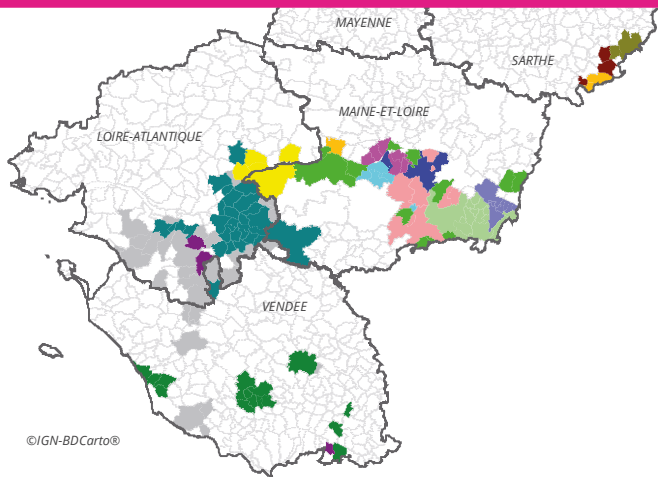 MAYENNE
SARTHE
MAINE-ET-LOIRE
LOIRE-ATLANTIQUE
VENDEE
©IGN-BDCarto®